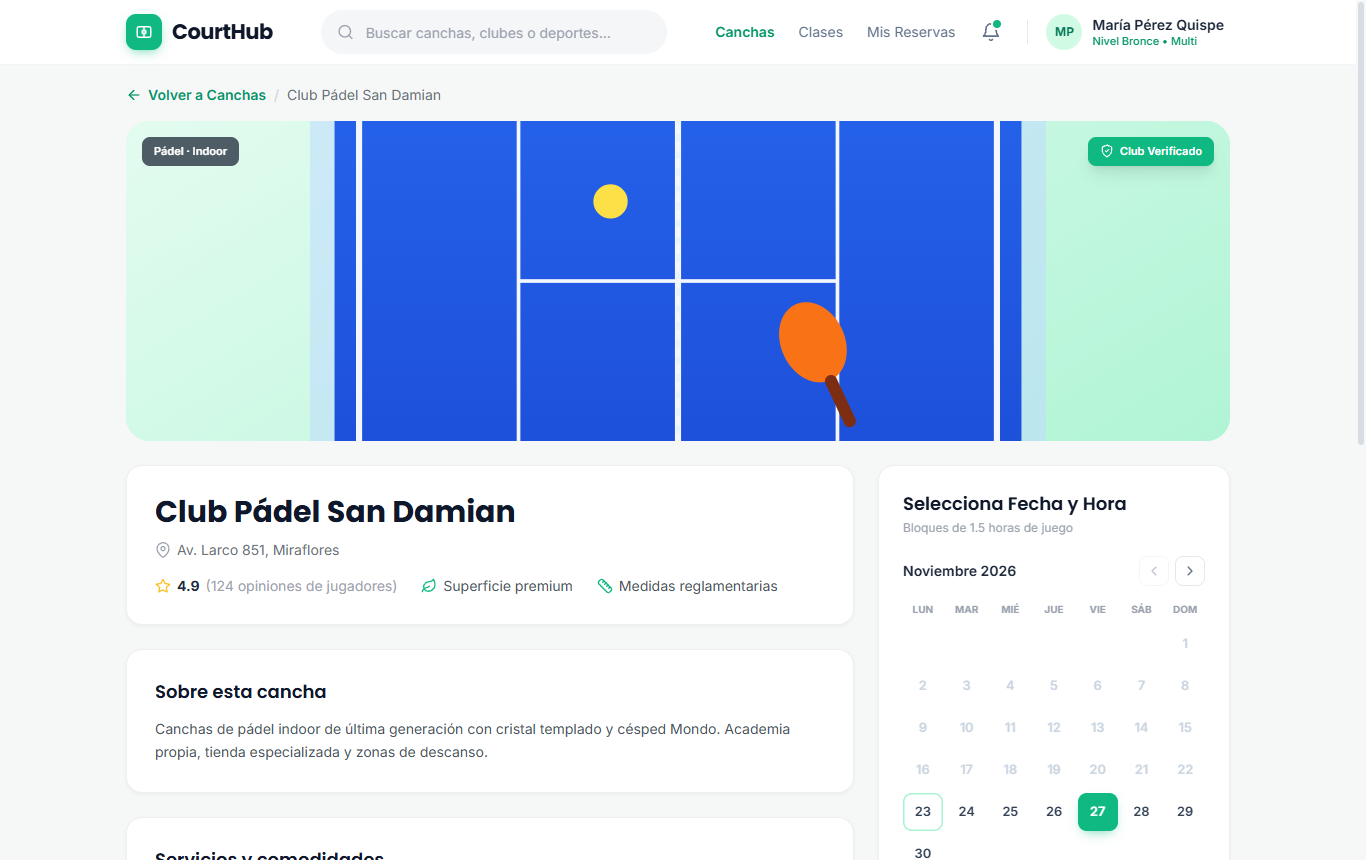 CourtHub
Buscar canchas, clubes o deportes...
Canchas
Clases
Mis Reservas
MP
María Pérez Quispe
Nivel Bronce • Multi
Volver a Canchas / Club Pádel San Damian
Pádel · Indoor
Club Verificado
Club Pádel San Damian
Av. Larco 851, Miraflores
4.9 (124 opiniones de jugadores)
Superficie premium
Medidas reglamentarias
Sobre esta cancha
Canchas de pádel indoor de última generación con cristal templado y césped Mondo. Academia
propia, tienda especializada y zonas de descanso.
Servicios y comodidades
Selecciona Fecha y Hora
Bloques de 1.5 horas de juego
Noviembre 2026
LUN MAR MIÉ JUE VIE SÁB DOM
1
2 3 4 5 6 7 8
9 10 11 12 13 14 15
16 17 18 19 20 21 22
23 24 25 26 27 28 29
30